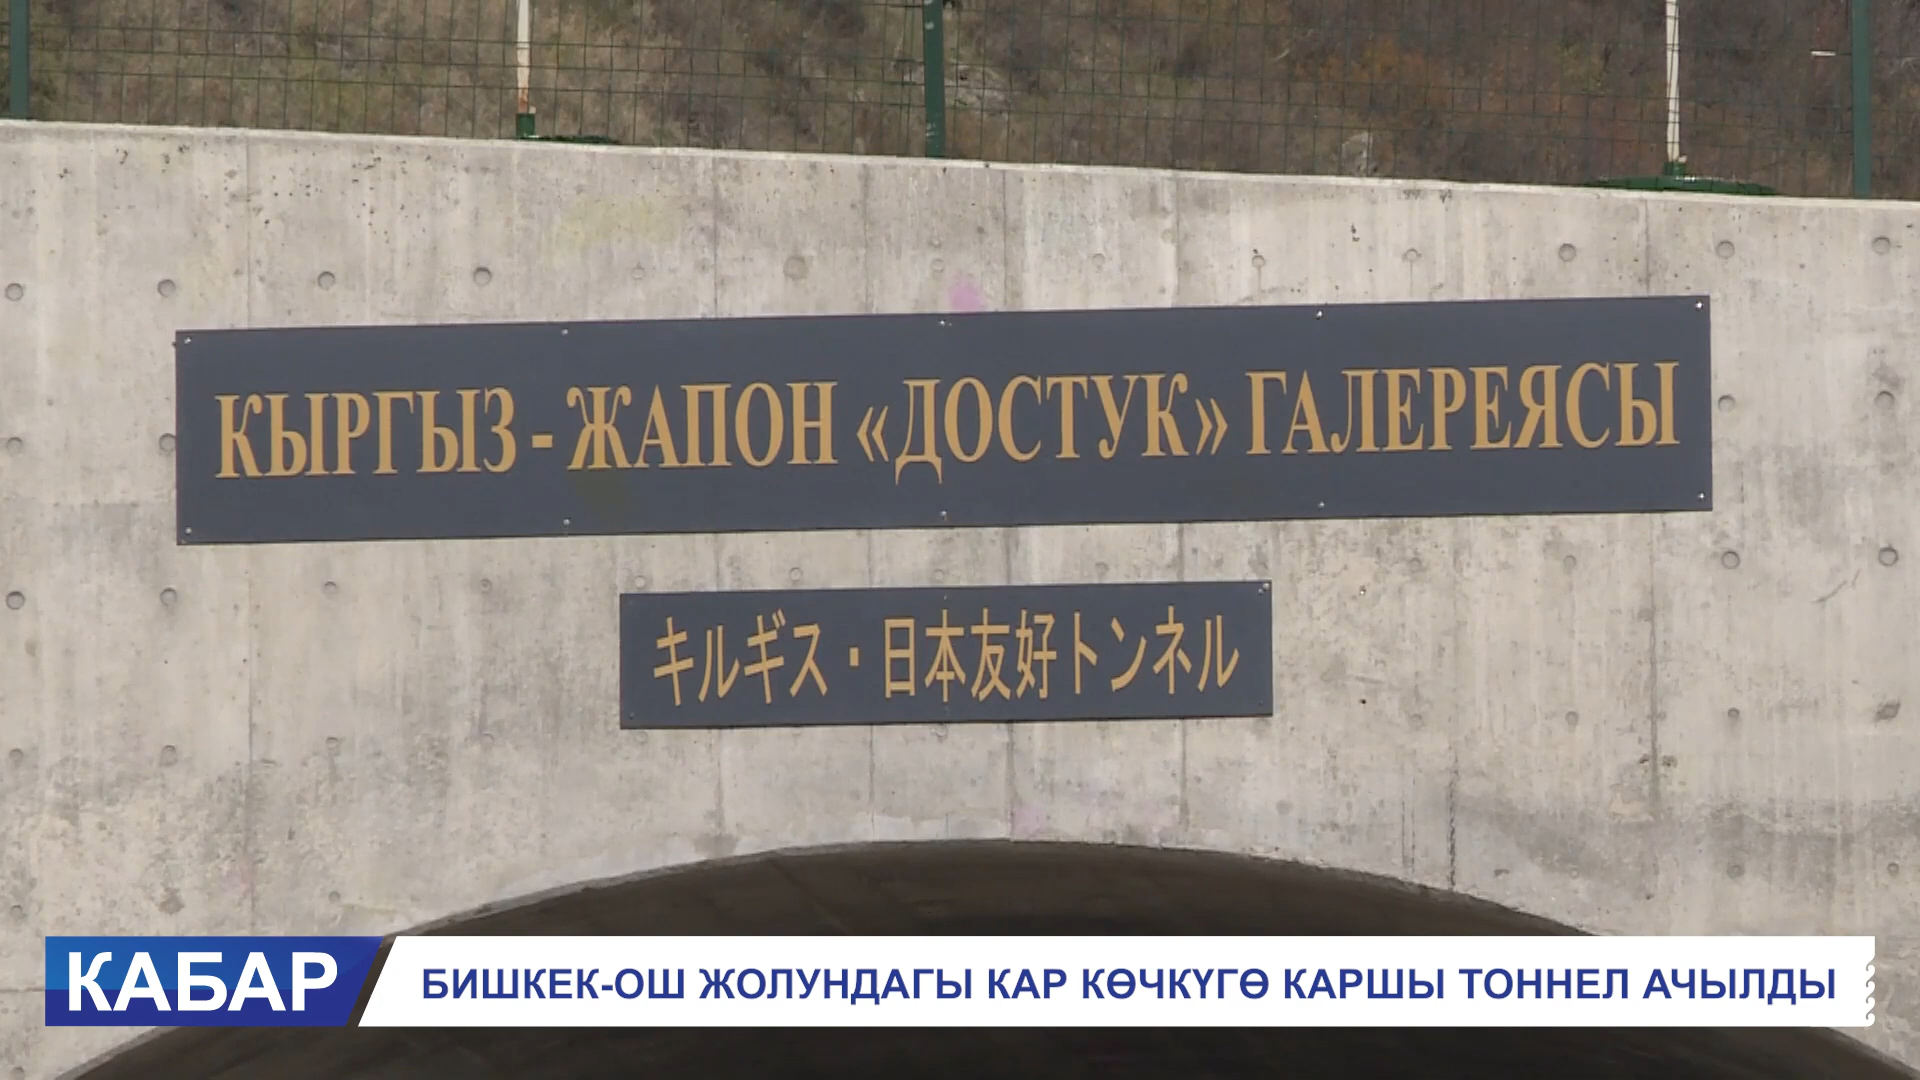 КЫРГЫЗ - ЖАПОН «ДОСТУК» ГАЛЕРЕЯСЫ
キルギス・日本友好トンネル
КАБАР
БИШКЕК-ОШ ЖОЛУНДАГЫ КАР КӨЧКҮГӨ КАРШЫ ТОННЕЛ АЧЫЛДЫ